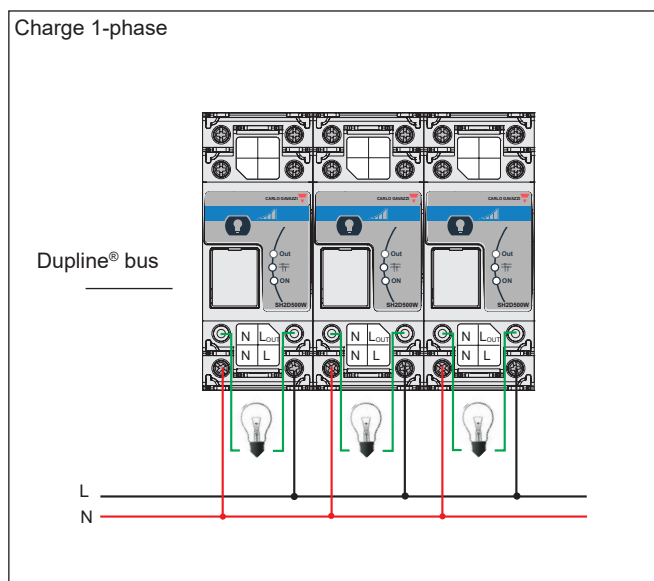 Charge 1-phase
CARLO GAVAZZI CARLO GAVAZZI CARLO GAVAZZI
Out Out Out
Dupline® bus
ON ON ON
SH2D500W SH2D500W SH2D500W
N LOUT N LOUT N LOUT
N L N L N L
L
N